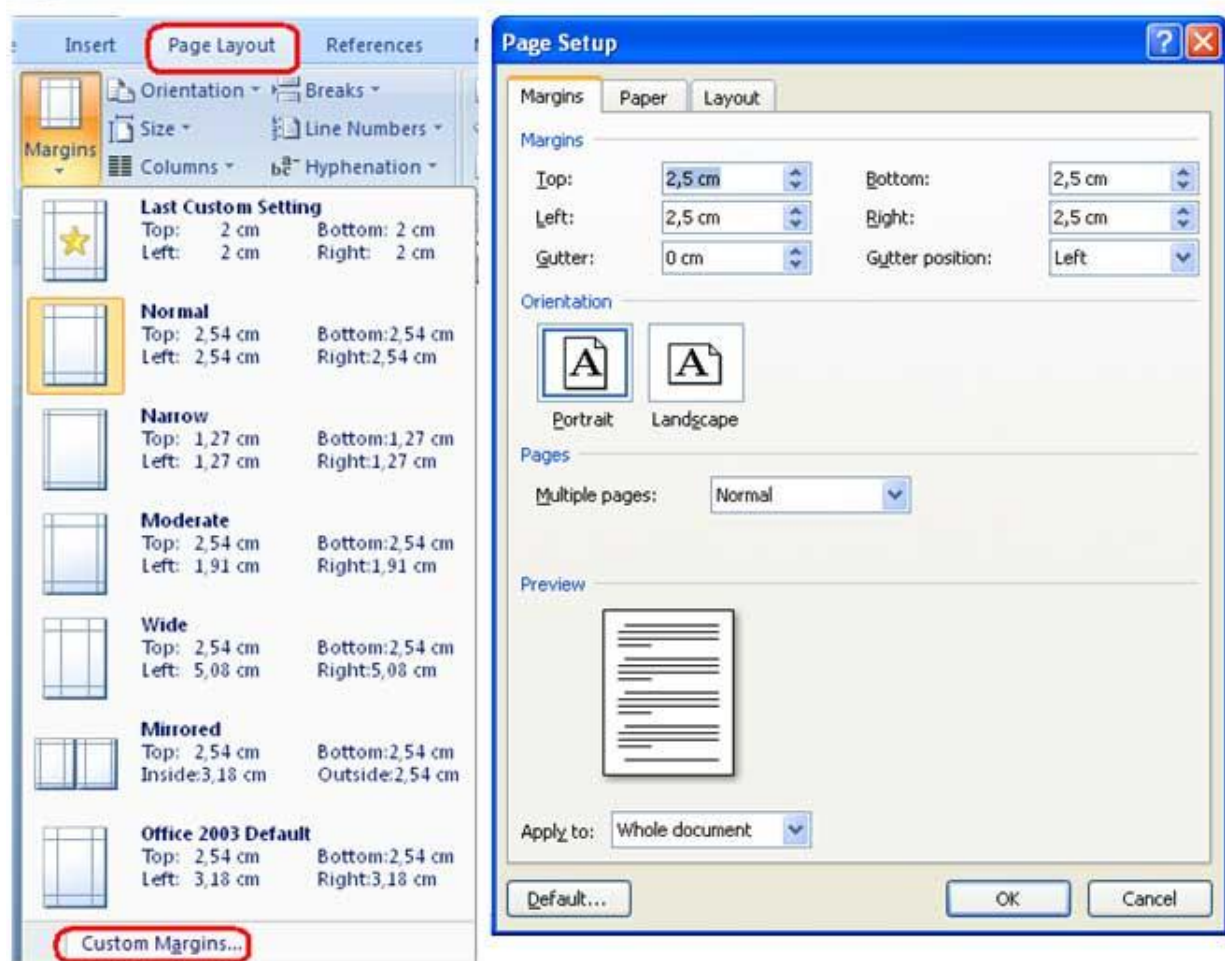 Insert Page Layout References
Orientation Breaks
Size Line Numbers
Margins
Columns Hyphenation
Last Custom Setting
Top: 2 cm Bottom: 2 cm
Left: 2 cm Right: 2 cm
Normal
Top: 2,54 cm Bottom:2,54 cm
Left: 2,54 cm Right:2,54 cm
Narrow
Top: 1,27 cm Bottom:1,27 cm
Left: 1,27 cm Right:1,27 cm
Moderate
Top: 2,54 cm Bottom:2,54 cm
Left: 1,91 cm Right:1,91 cm
Wide
Top: 2,54 cm Bottom:2,54 cm
Left: 5,08 cm Right:5,08 cm
Mirrored
Top: 2,54 cm Bottom:2,54 cm
Inside:3,18 cm Outside:2,54 cm
Office 2003 Default
Top: 2,54 cm Bottom:2,54 cm
Left: 3,18 cm Right:3,18 cm
Custom Margins...
Page Setup
Margins Paper Layout
Margins
Top: 2,5 cm Bottom: 2,5 cm
Left: 2,5 cm Right: 2,5 cm
Gutter: 0 cm Gutter position: Left
Orientation
A A
Portrait Landscape
Pages
Multiple pages: Normal
Preview
Apply to: Whole document
Default... OK Cancel